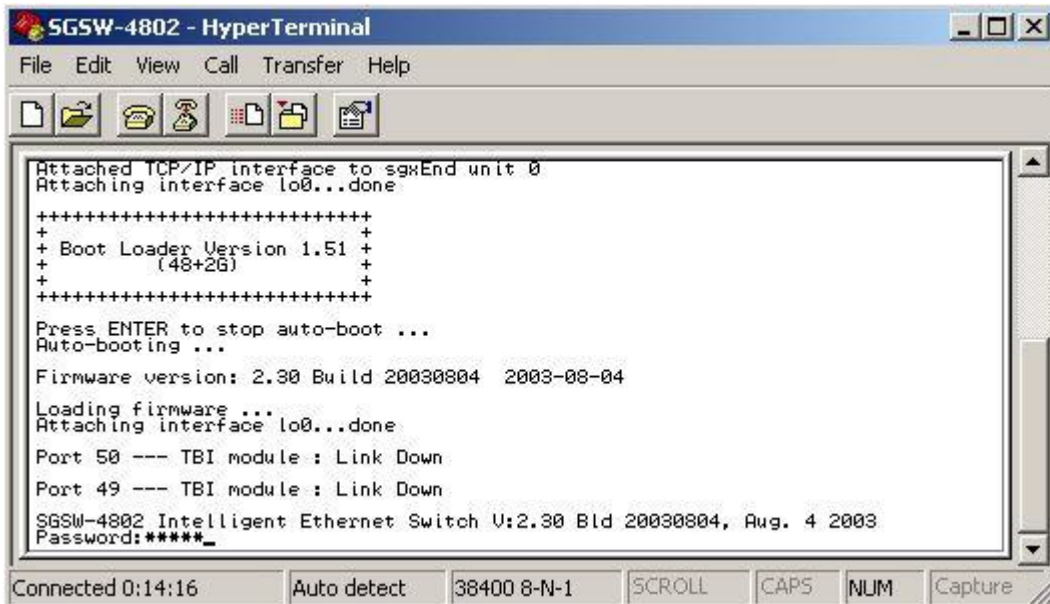 SGSW-4802 - HyperTerminal
File Edit View Call Transfer Help
Attached TCP/IP interface to sgxEnd unit 0
Attaching interface lo0...done
++++++++++++++++++++++++++++
+ +
+ Boot Loader Version 1.51 +
+ (48+2G) +
+ +
++++++++++++++++++++++++++++
Press ENTER to stop auto-boot ...
Auto-booting ...
Firmware version: 2.30 Build 20030804 2003-08-04
Loading firmware ...
Attaching interface lo0...done
Port 50 --- TBI module : Link Down
Port 49 --- TBI module : Link Down
SGSW-4802 Intelligent Ethernet Switch V:2.30 Bld 20030804, Aug. 4 2003
Password:*****_
Connected 0:14:16 Auto detect 38400 8-N-1 SCROLL CAPS NUM Capture